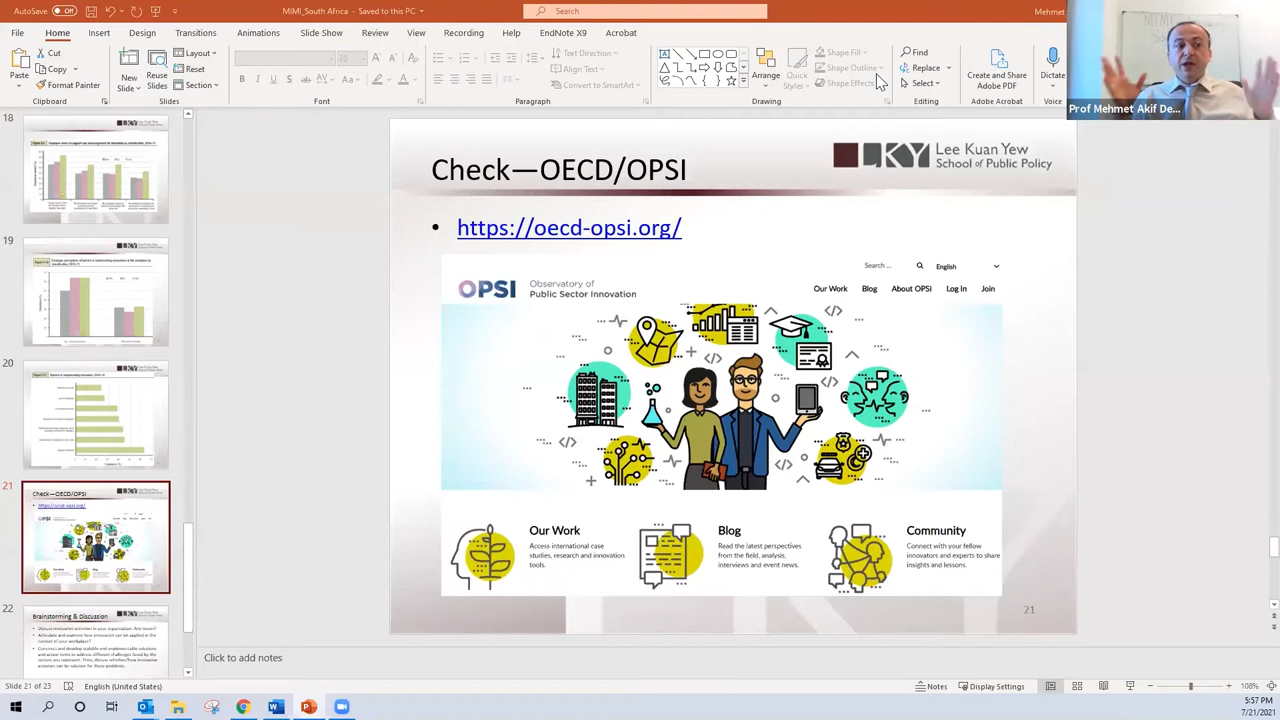 AutoSave Off
MIMI_South Africa - Saved to this PC
Search
Mehmet
File Home Insert Design Transitions Animations Slide Show Review View Recording Help EndNote X9 Acrobat
Paste
Cut
Copy
Format Painter
Clipboard
New
Slide
Reuse
Slides
Layout
Reset
Section
Slides
20
Font
Text Direction
Align Text
Convert to SmartArt
Paragraph
Arrange
Quick
Styles
Shape Fill
Shape Outline
Shape Effects
Drawing
Find
Replace
Select
Editing
Create and Share
Adobe PDF
Adobe Acrobat
Dictate
Voice
Prof Mehmet Akif De...
18
19
20
21
Check—OECD/OPSI
https://oecd-opsi.org/
22
Brainstorming & Discussion
Check—OECD/OPSI
LKY
Lee Kuan Yew
School of Public Policy
• https://oecd-opsi.org/
Search ...
English
OPSI
Observatory of
Public Sector Innovation
Our Work Blog About OPSI Log In Join
Our Work
Access international case
studies, research and innovation
tools.
Blog
Read the latest perspectives
from the field, analysis,
interviews and event news.
Community
Connect with your fellow
innovators and experts to share
insights and lessons.
21
Click to add notes
Slide 21 of 23
English (United States)
Notes
Display Settings
108%
5:57 PM
7/21/2021